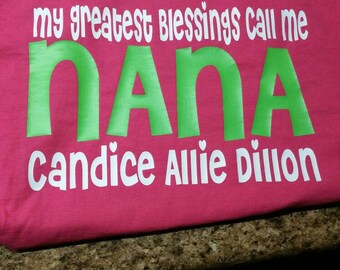 my greatest Blessings call me
NANA
Candice Allie Dillon